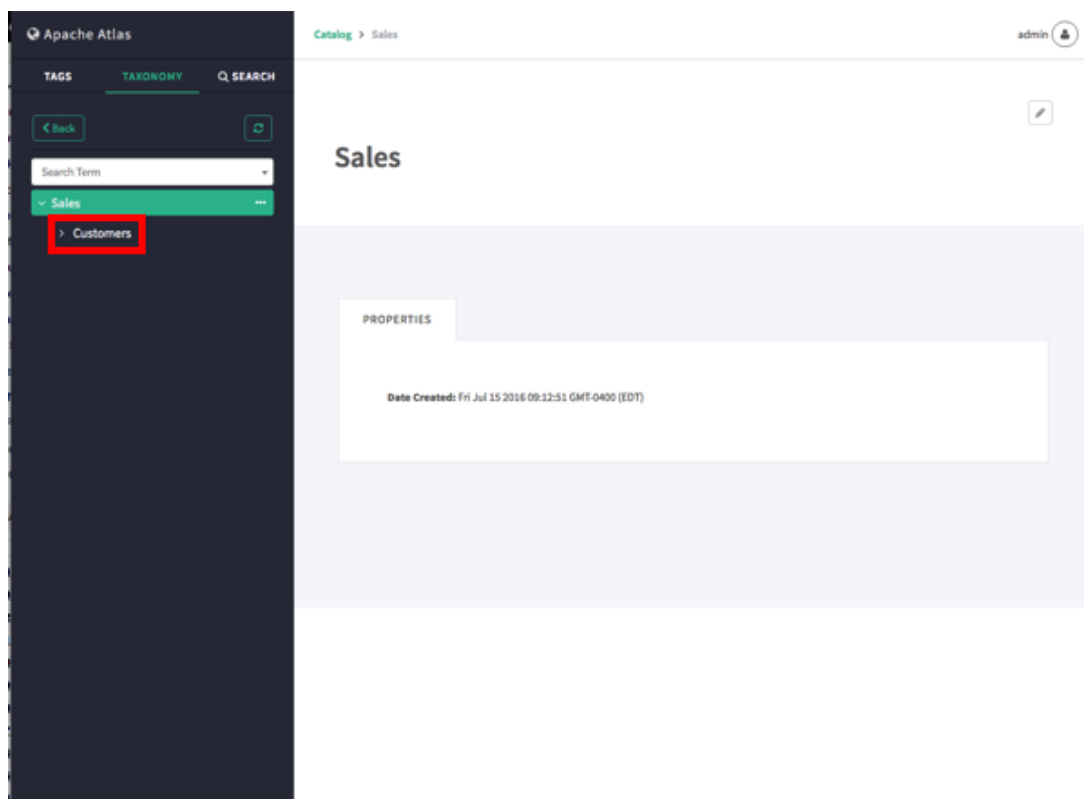 Apache Atlas
Catalog > Sales
admin
TAGS TAXONOMY SEARCH
Back
Search Term
Sales
Sales ...
> Customers
PROPERTIES
Date Created: Fri Jul 15 2016 09:12:51 GMT-0400 (EDT)